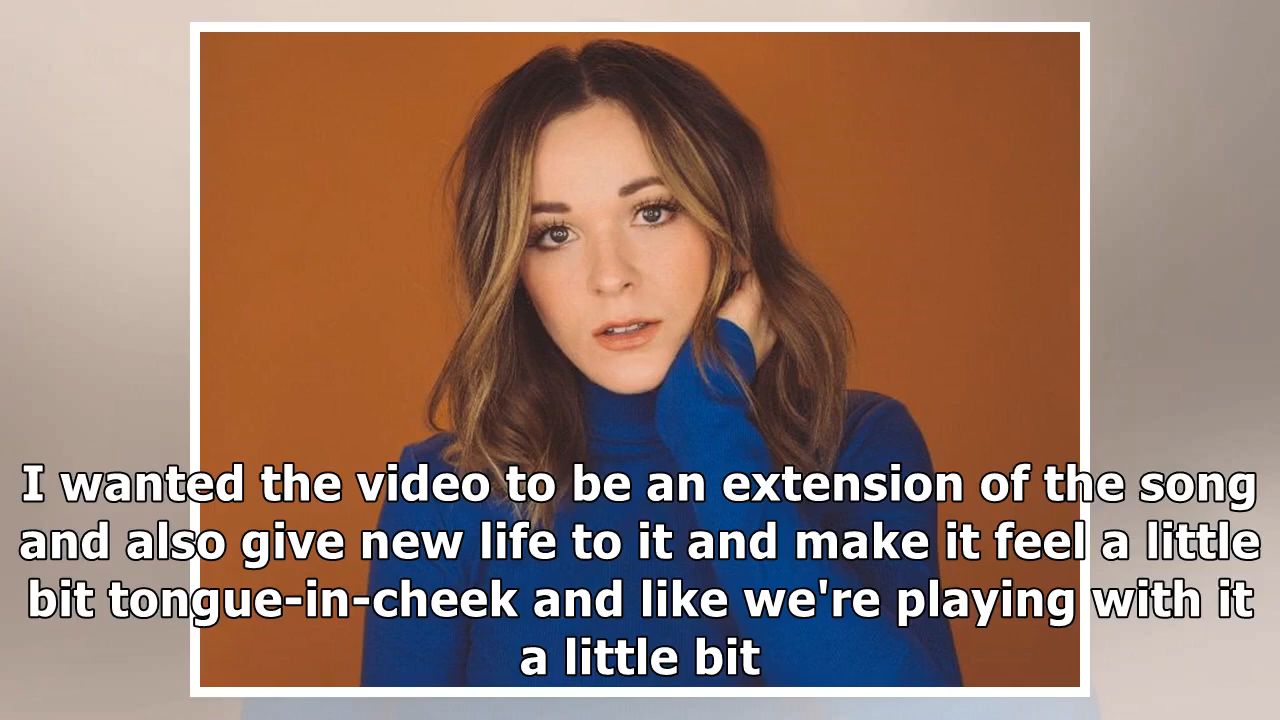 I wanted the video to be an extension of the song
and also give new life to it and make it feel a little
bit tongue-in-cheek and like we're playing with it
a little bit